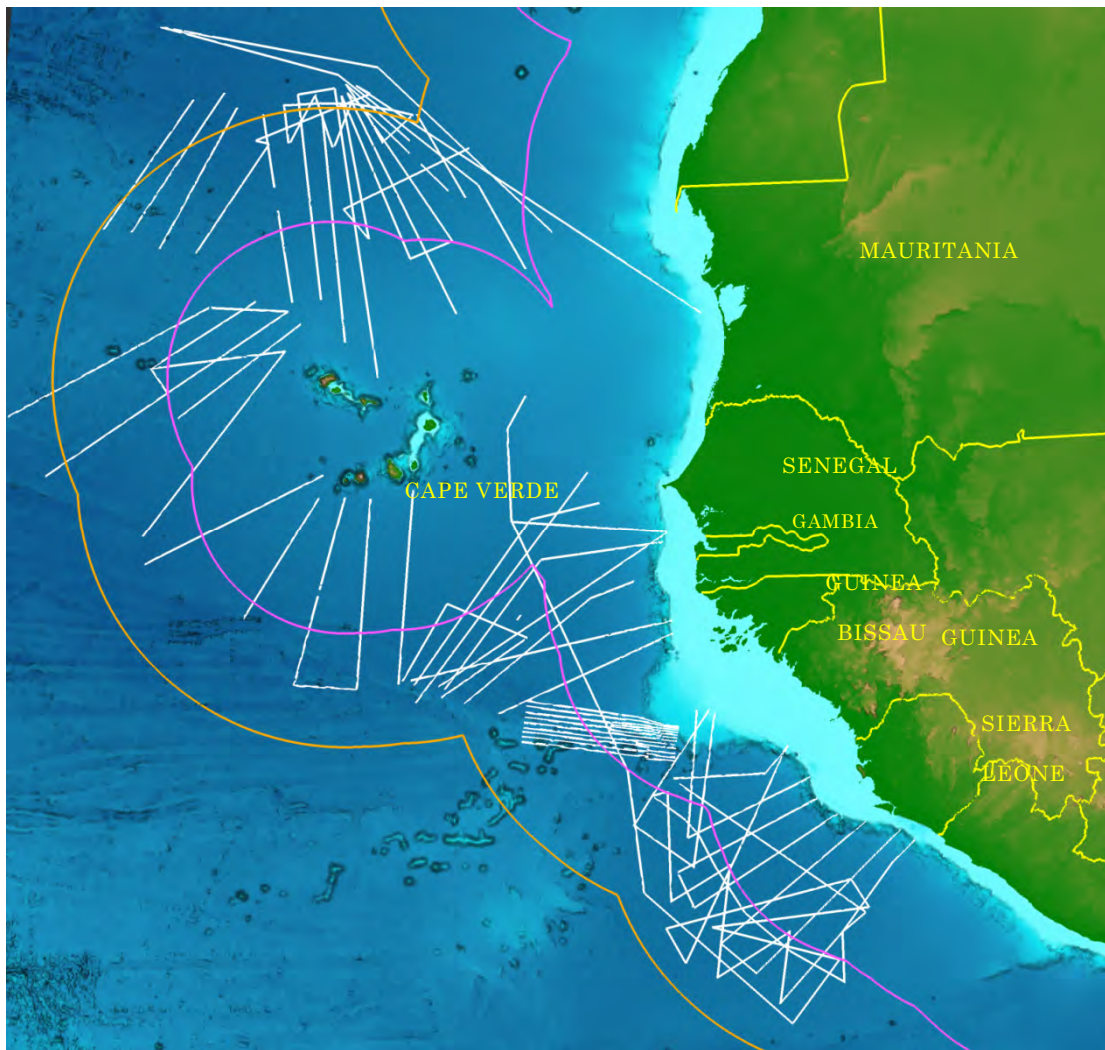 MAURITANIA
SENEGAL
CAPE VERDE
GAMBIA
GUINEA
BISSAU
GUINEA
SIERRA
LEONE